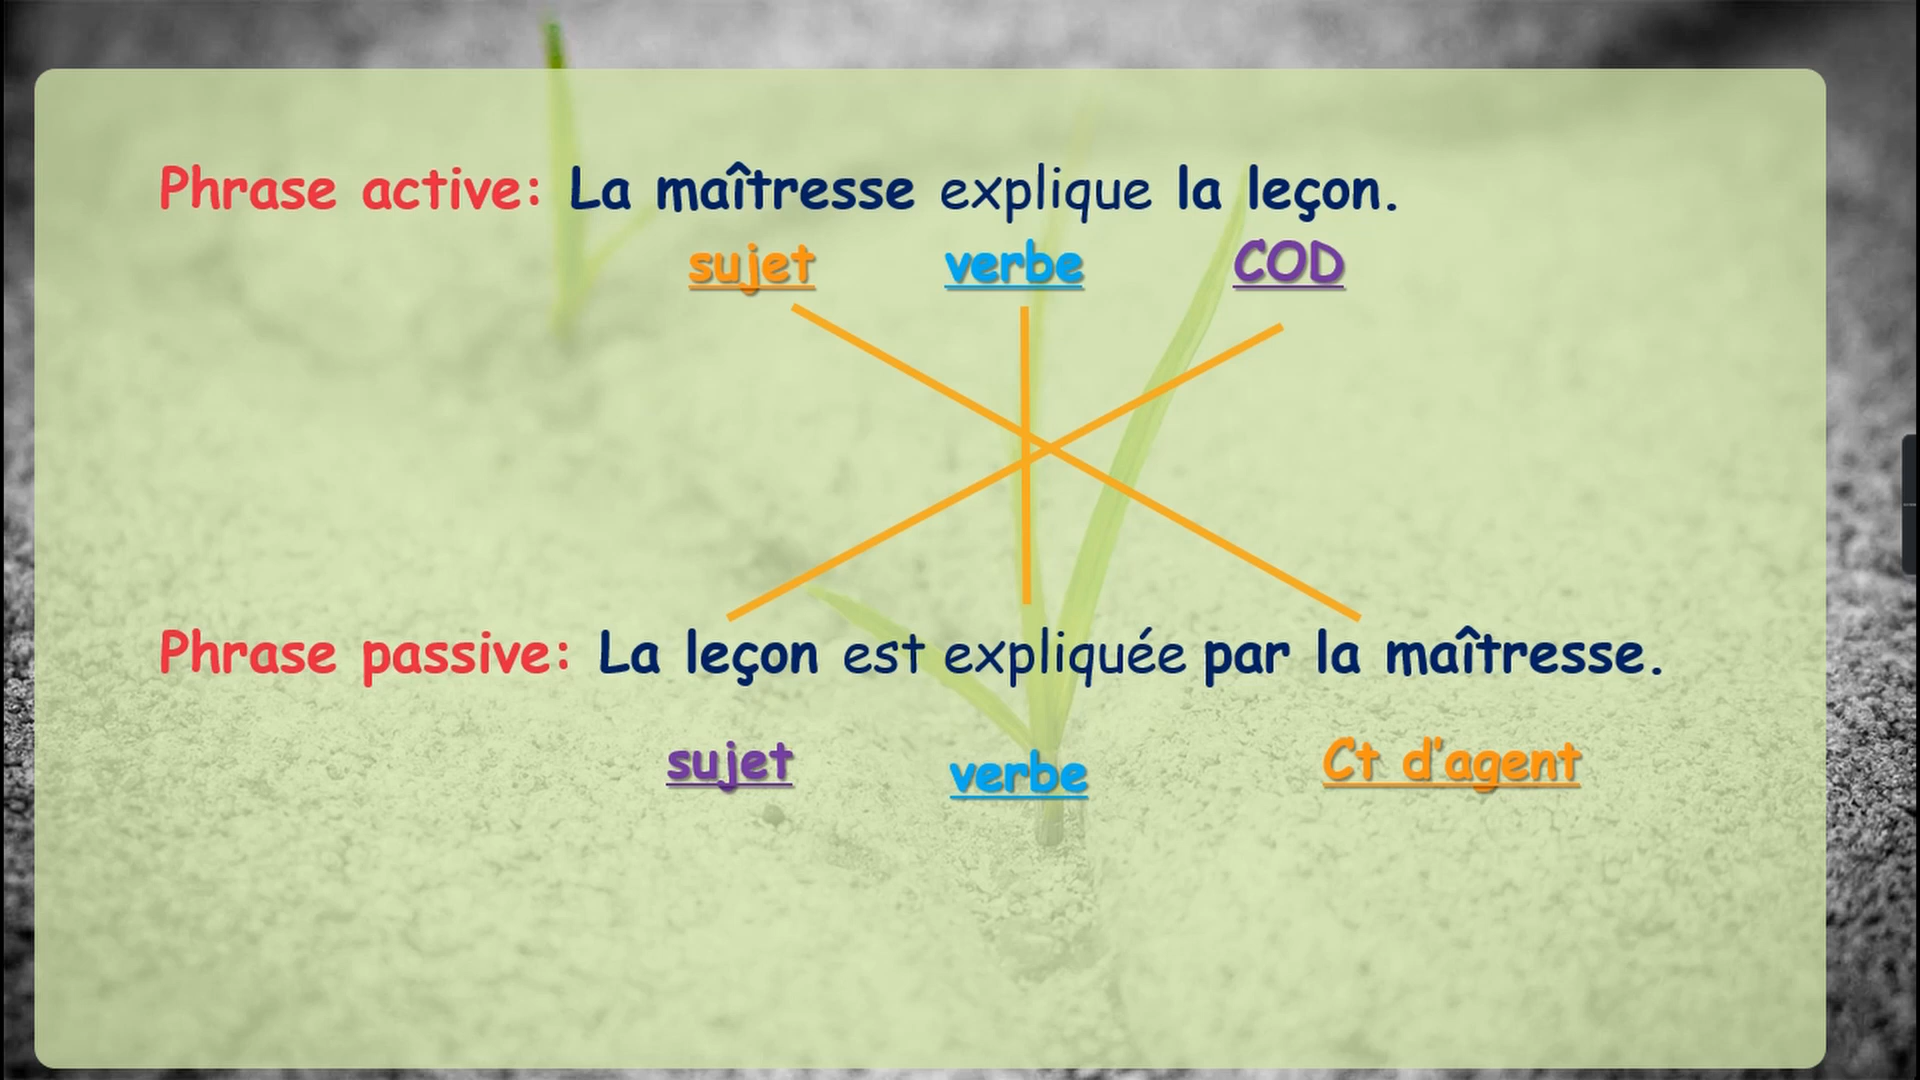 Phrase active: La maîtresse explique la leçon.
sujet verbe COD
Phrase passive: La leçon est expliquée par la maîtresse.
sujet verbe Ct d'agent